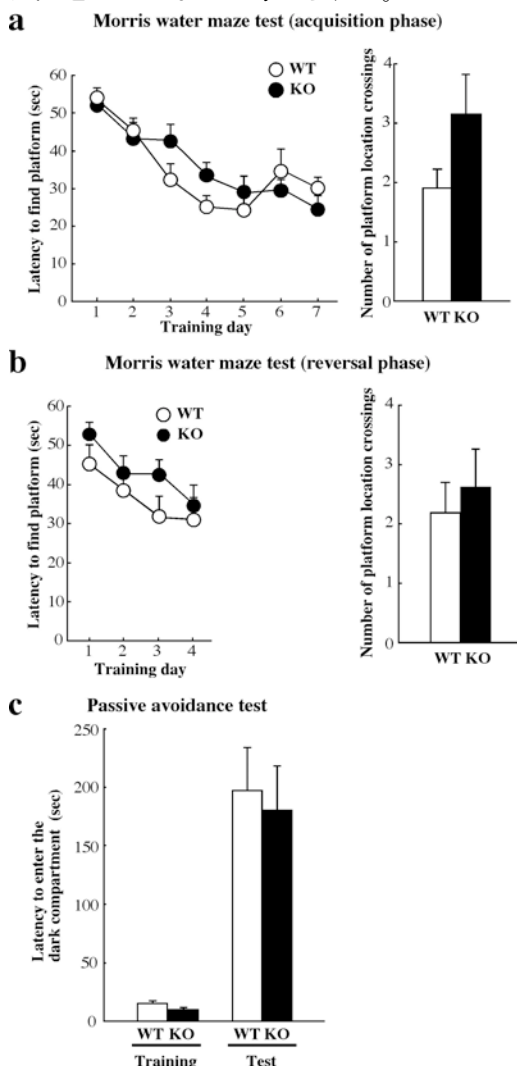 a Morris water maze test (acquisition phase)
WT
KO
Latency to find platform (sec)
60
50
40
30
20
10
0
1 2 3 4 5 6 7
Training day
Number of platform location crossings
4
3
2
1
0
WT KO
b Morris water maze test (reversal phase)
WT
KO
Latency to find platform (sec)
60
50
40
30
20
10
0
1 2 3 4
Training day
Number of platform location crossings
4
3
2
1
0
WT KO
c Passive avoidance test
Latency to enter the
dark compartment (sec)
250
200
150
100
50
0
WT KO WT KO
Training Test